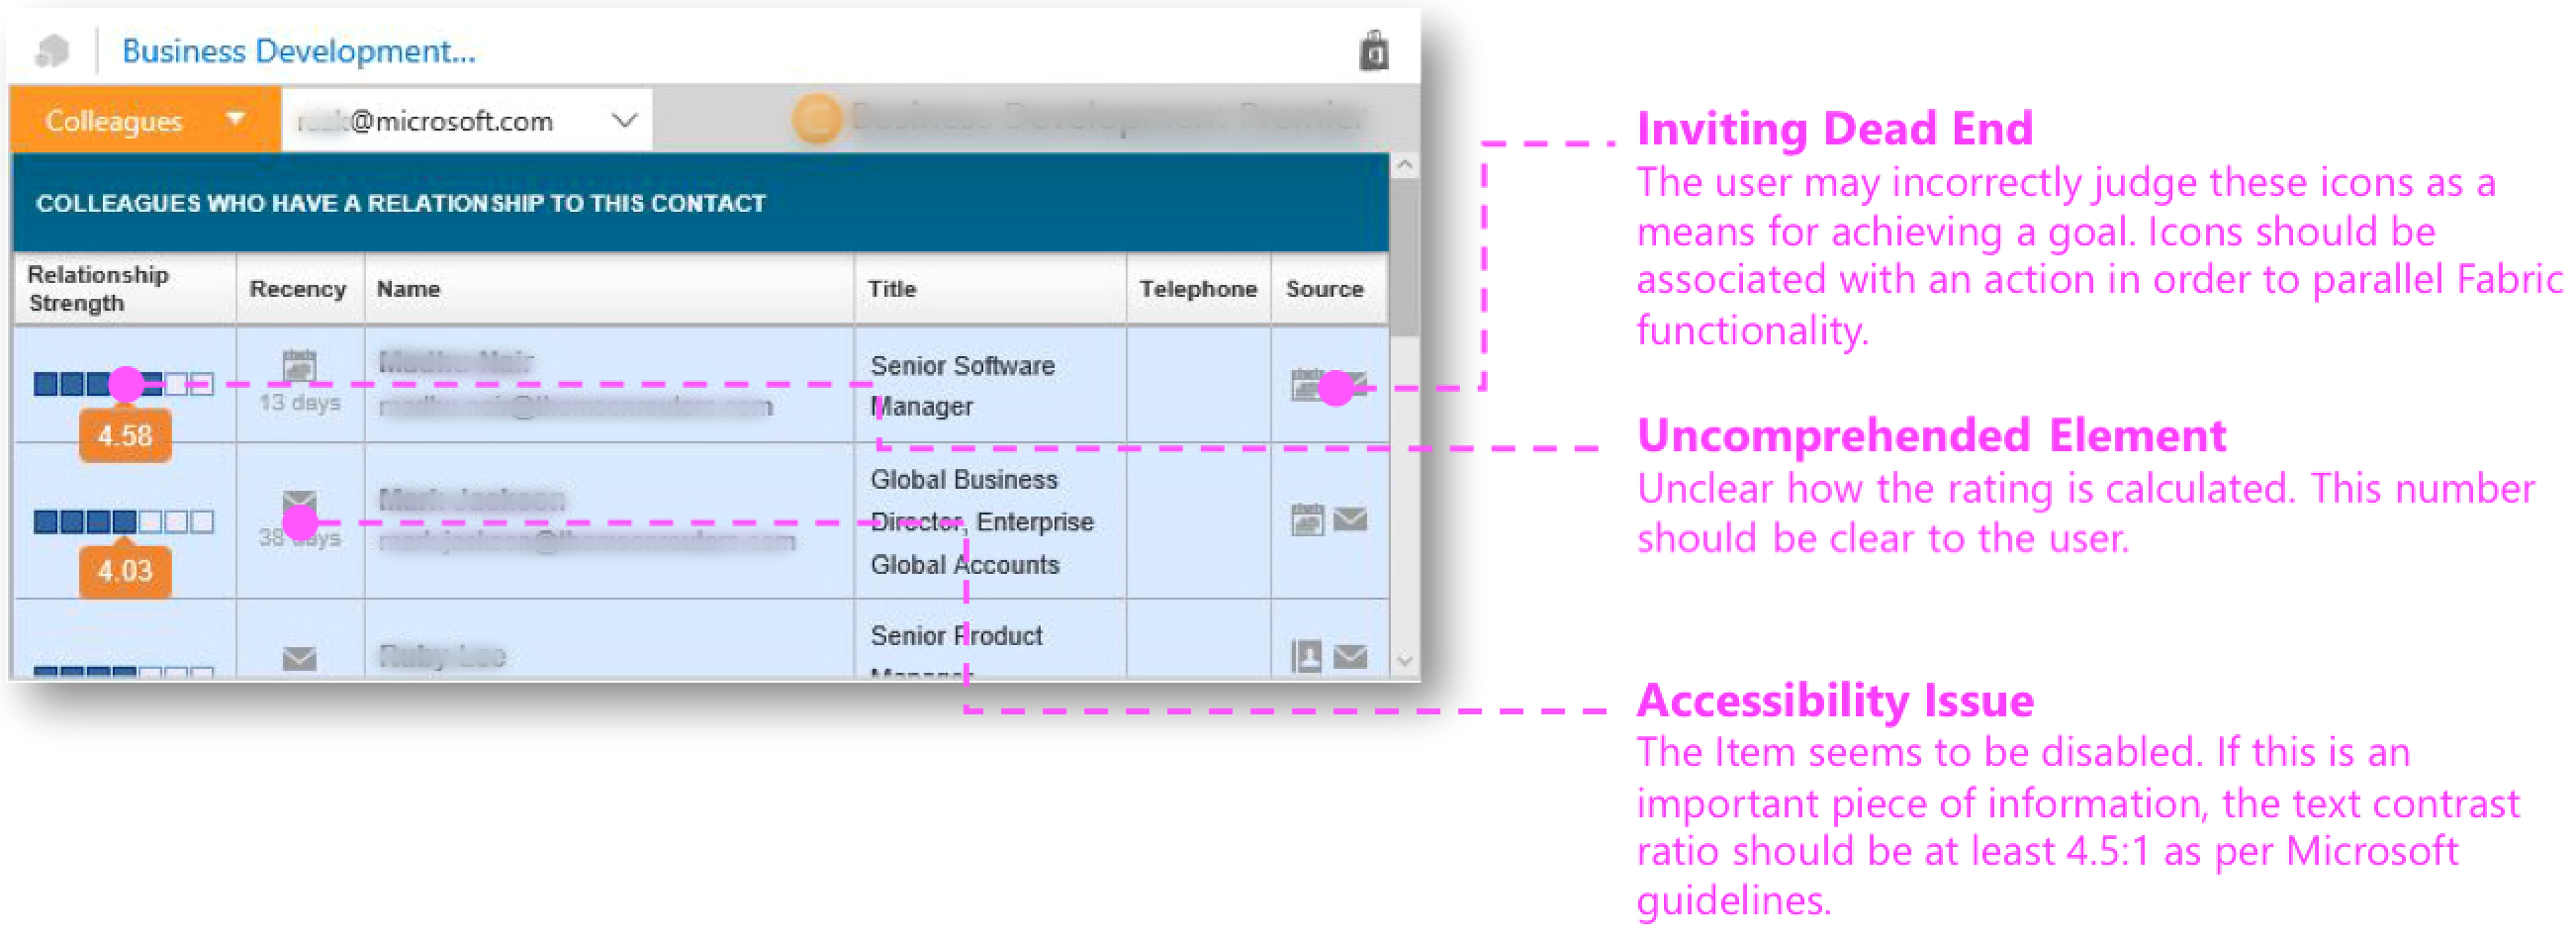 Business Development...
Colleagues
@microsoft.com
COLLEAGUES WHO HAVE A RELATIONSHIP TO THIS CONTACT
Relationship
Strength
Recency
Name
Title
Telephone
Source
13 days
Senior Software
Manager
4.58
38 days
Global Business
Director, Enterprise
Global Accounts
4.03
Senior Product
Manager
Inviting Dead End
The user may incorrectly judge these icons as a
means for achieving a goal. Icons should be
associated with an action in order to parallel Fabric
functionality.
Uncomprehended Element
Unclear how the rating is calculated. This number
should be clear to the user.
Accessibility Issue
The Item seems to be disabled. If this is an
important piece of information, the text contrast
ratio should be at least 4.5:1 as per Microsoft
guidelines.